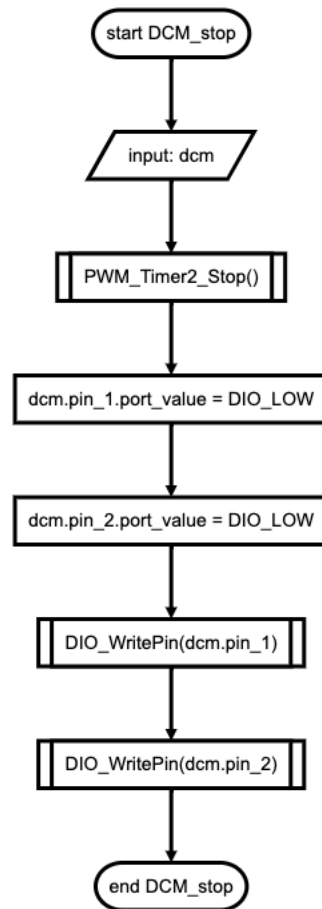 start DCM_stop
input: dcm
PWM_Timer2_Stop()
dcm.pin_1.port_value = DIO_LOW
dcm.pin_2.port_value = DIO_LOW
DIO_WritePin(dcm.pin_1)
DIO_WritePin(dcm.pin_2)
end DCM_stop